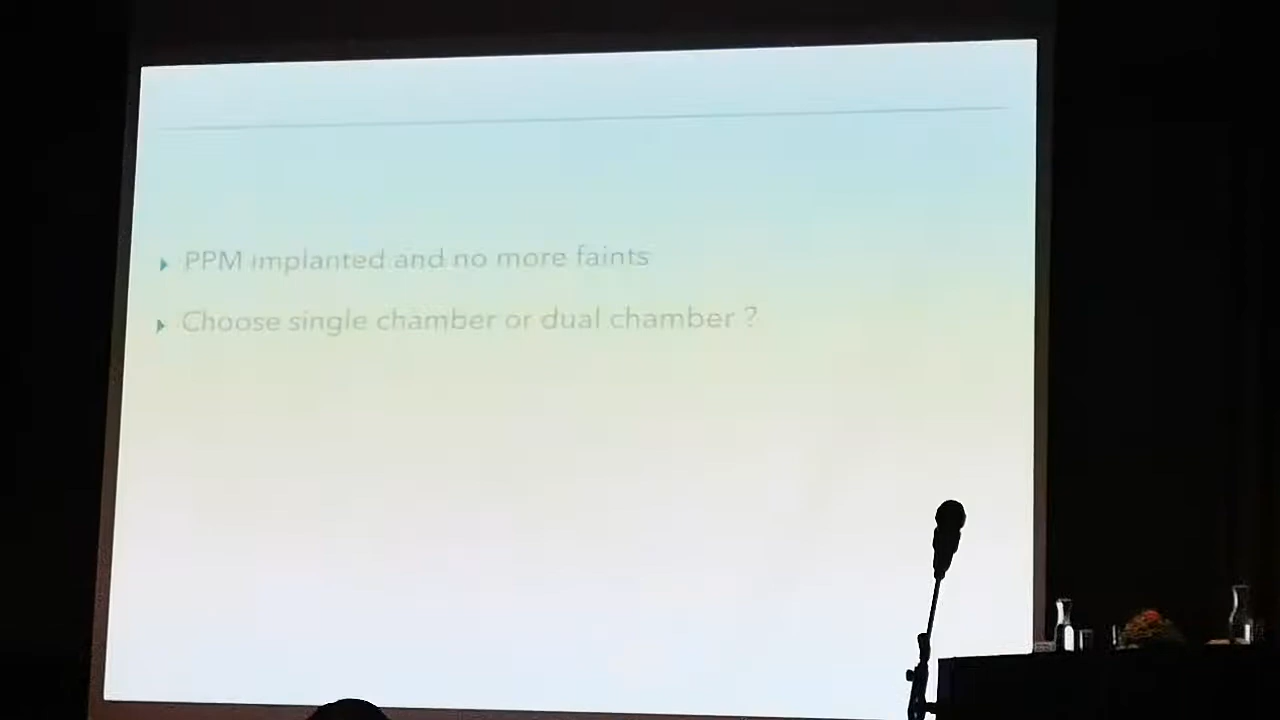 PPM implanted and no more faints
Choose single chamber or dual chamber ?